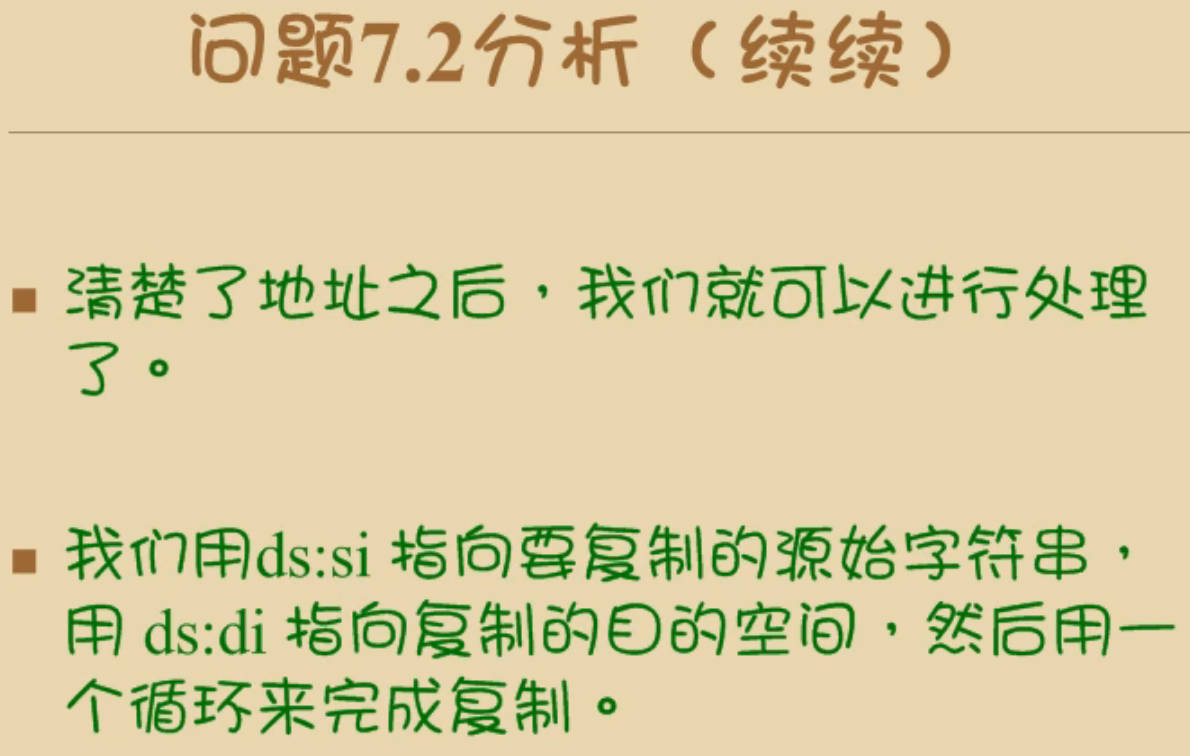 问题7.2分析（续续）
■ 清楚了地址之后，我们就可以进行处理
了。
■ 我们用ds:si 指向要复制的源始字符串，
用 ds:di 指向复制的目的空间，然后用一
个循环来完成复制。